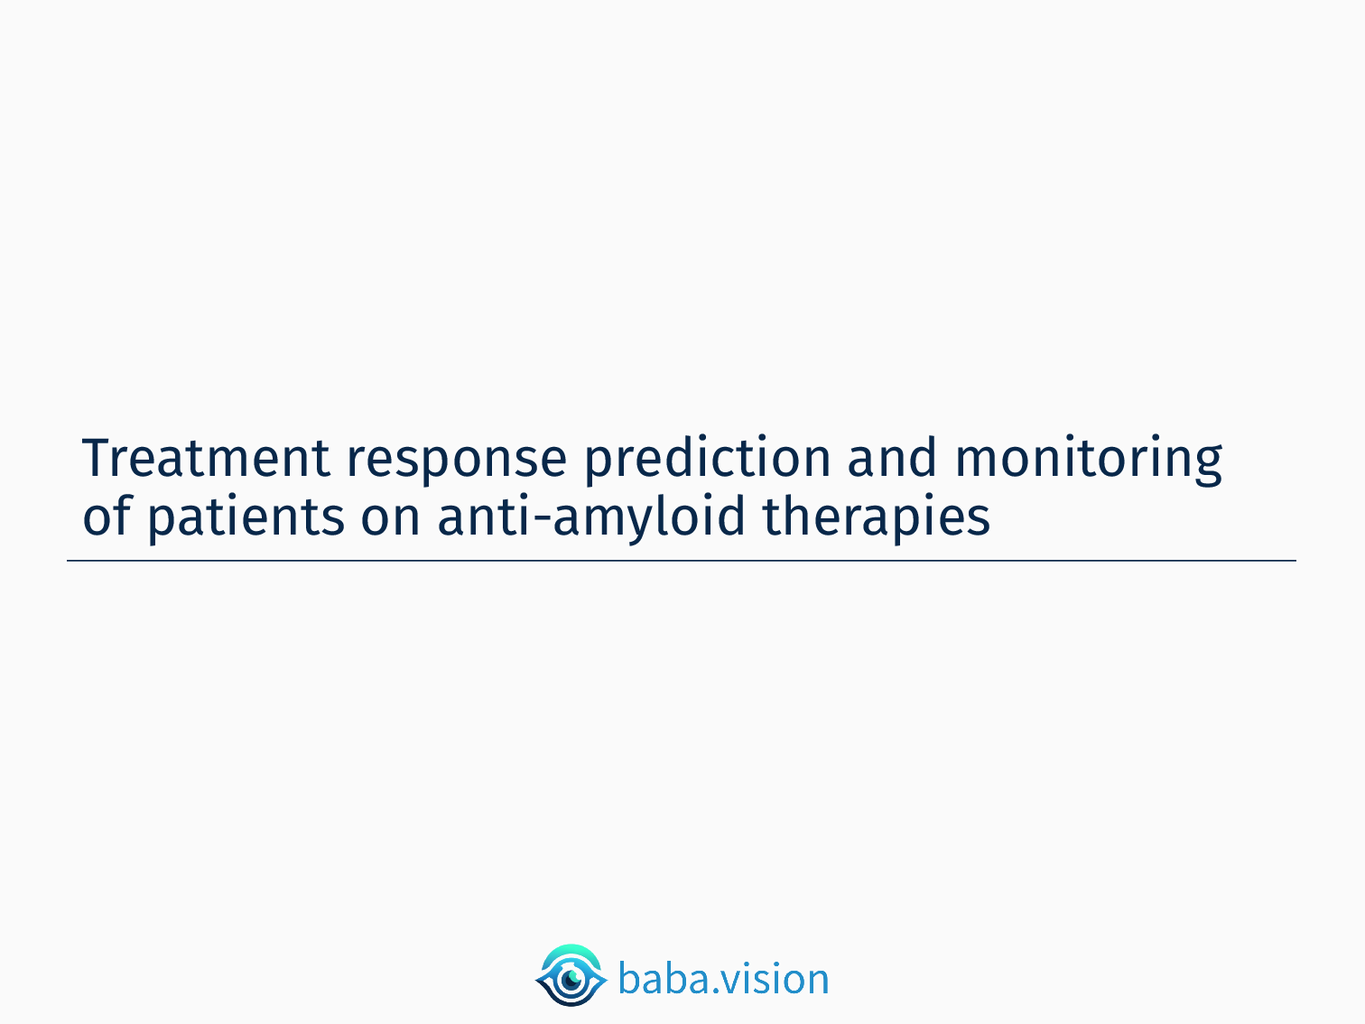 Treatment response prediction and monitoring
of patients on anti-amyloid therapies
baba.vision